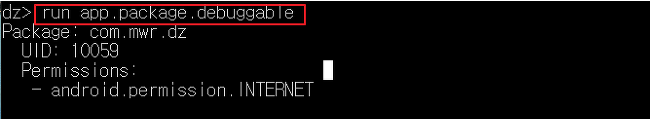 dz> run app.package.debuggable
Package: com.mwr.dz
UID: 10059
Permissions:
- android.permission.INTERNET